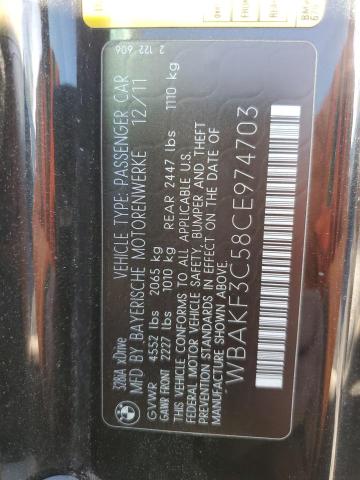 2 122 606
328iA xDrive VEHICLE TYPE: PASSENGER CAR
MFD BY BAYERISCHE MOTORENWERKE 12/11
GVWR 4552 lbs 2065 kg
GAWR FRONT 2227 lbs 1010 kg REAR 2447 lbs 1110 kg
THIS VEHICLE CONFORMS TO ALL APPLICABLE U.S.
FEDERAL MOTOR VEHICLE SAFETY, BUMPER AND THEFT
PREVENTION STANDARDS IN EFFECT ON THE DATE OF
MANUFACTURE SHOWN ABOVE.
WBAKF3C58CE974703